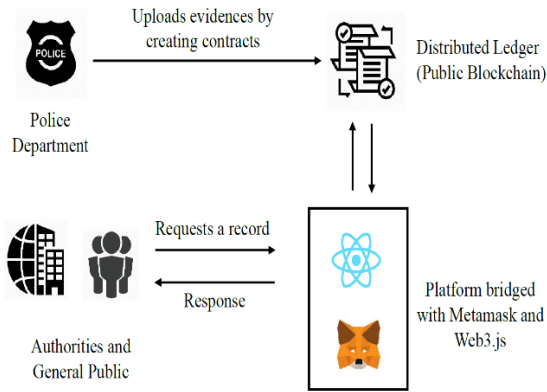 Uploads evidences by
creating contracts
POLICE
Police
Department
Distributed Ledger
(Public Blockchain)
Requests a record
Response
Authorities and
General Public
Platform bridged
with Metamask and
Web3.js